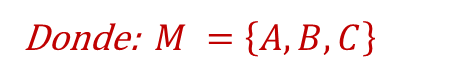 Donde: M = {A, B, C}